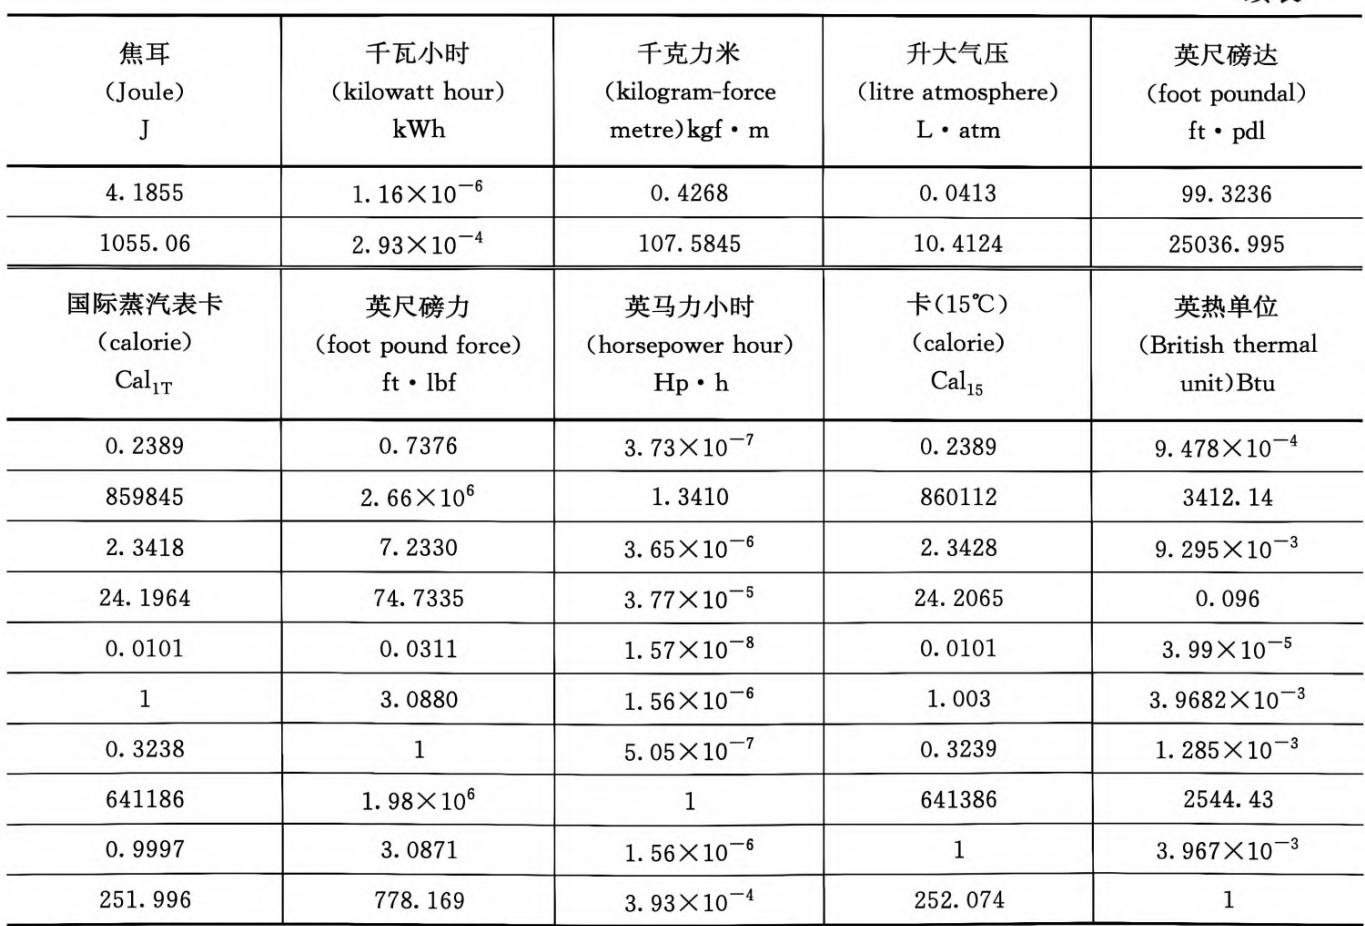 焦耳 千瓦小时 千克力米 升大气压 英尺磅达
(Joule) (kilowatt hour) (kilogram-force (litre atmosphere) (foot poundal)
J kWh metre)kgf·m L·atm ft·pdl
4.1855 1.16×10⁻⁶ 0.4268 0.0413 99.3236
1055.06 2.93×10⁻⁴ 107.5845 10.4124 25036.995
国际蒸汽表卡 英尺磅力 英马力小时 卡(15℃) 英热单位
(calorie) (foot pound force) (horsepower hour) (calorie) (British thermal
Cal₁T ft·lbf Hp·h Cal₁₅ unit)Btu
0.2389 0.7376 3.73×10⁻⁷ 0.2389 9.478×10⁻⁴
859845 2.66×10⁶ 1.3410 860112 3412.14
2.3418 7.2330 3.65×10⁻⁶ 2.3428 9.295×10⁻³
24.1964 74.7335 3.77×10⁻⁵ 24.2065 0.096
0.0101 0.0311 1.57×10⁻⁸ 0.0101 3.99×10⁻⁵
1 3.0880 1.56×10⁻⁶ 1.003 3.9682×10⁻³
0.3238 1 5.05×10⁻⁷ 0.3239 1.285×10⁻³
641186 1.98×10⁶ 1 641386 2544.43
0.9997 3.0871 1.56×10⁻⁶ 1 3.967×10⁻³
251.996 778.169 3.93×10⁻⁴ 252.074 1